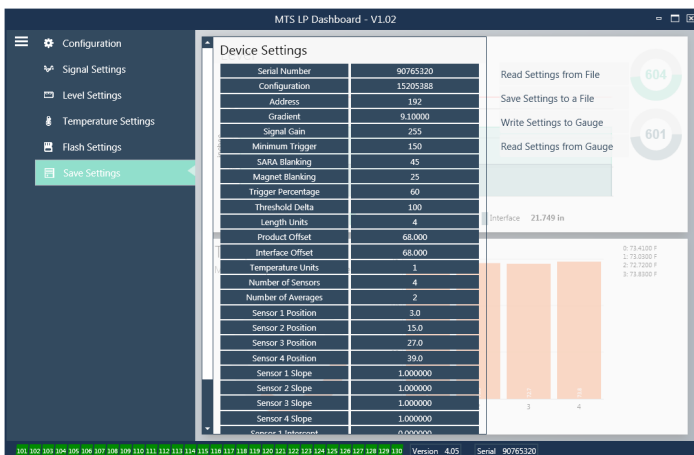 MTS LP Dashboard - V1.02
Configuration
Signal Settings
Level Settings
Temperature Settings
Flash Settings
Save Settings
Device Settings
Serial Number 90765320
Configuration 15205388
Address 192
Gradient 9.10000
Signal Gain 255
Minimum Trigger 150
SARA Blanking 45
Magnet Blanking 25
Trigger Percentage 60
Threshold Delta 100
Length Units 4
Product Offset 68.000
Interface Offset 68.000
Temperature Units 1
Number of Sensors 4
Number of Averages 2
Sensor 1 Position 3.0
Sensor 2 Position 15.0
Sensor 3 Position 27.0
Sensor 4 Position 39.0
Sensor 1 Slope 1.000000
Sensor 2 Slope 1.000000
Sensor 3 Slope 1.000000
Sensor 4 Slope 1.000000
Sensor 1 Intercept 0.000000
Read Settings from File
Save Settings to a File
Write Settings to Gauge
Read Settings from Gauge
604
601
Interface 21.749 in
0: 73.4100 F
1: 73.0300 F
2: 72.7200 F
3: 73.8300 F
3 4
101 102 103 104 105 106 107 108 109 110 111 112 113 114 115 116 117 118 119 120 121 122 123 124 125 126 127 128 129 130 Version 4.05 Serial 90765320